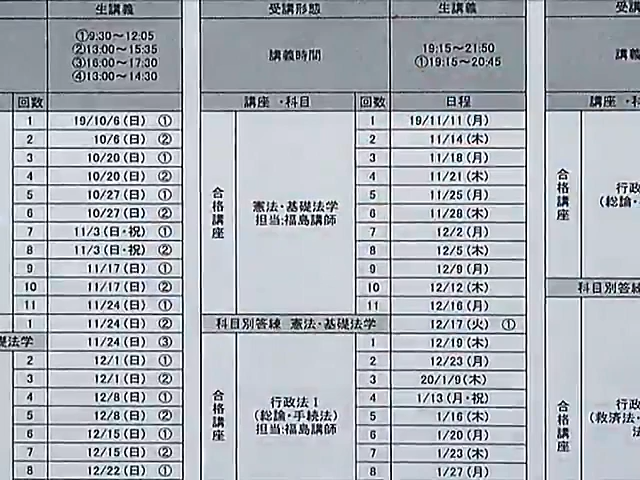 生講義
①9:30～12:05
②13:00～15:35
③16:00～17:30
④13:00～14:30
回数
1 19/10/6(日) ①
2 10/6(日) ②
3 10/20(日) ①
4 10/20(日) ②
5 10/27(日) ①
6 10/27(日) ②
7 11/3(日・祝) ①
8 11/3(日・祝) ②
9 11/17(日) ①
10 11/17(日) ②
11 11/24(日) ①
1 11/24(日) ②
礎法学 11/24(日) ③
2 12/1(日) ①
3 12/1(日) ②
4 12/8(日) ①
5 12/8(日) ②
6 12/15(日) ①
7 12/15(日) ②
8 12/22(日) ①
受講形態 生講義
講義時間
19:15～21:50
①19:15～20:45
講座・科目 回数 日程
合格講座
憲法・基礎法学
担当:福島講師
1 19/11/11(月)
2 11/14(木)
3 11/18(月)
4 11/21(木)
5 11/25(月)
6 11/28(木)
7 12/2(月)
8 12/5(木)
9 12/9(月)
10 12/12(木)
11 12/16(月)
科目別答練 憲法・基礎法学 12/17(火) ①
合格講座
行政法1
(総論・手続法)
担当:福島講師
1 12/19(木)
2 12/23(月)
3 20/1/9(木)
4 1/13(月・祝)
5 1/16(木)
6 1/20(月)
7 1/23(木)
8 1/27(月)
受講
講義
講座・科
合格講座
行政
(総論・
科目別答練
合格講座
行政
(救済法・
法